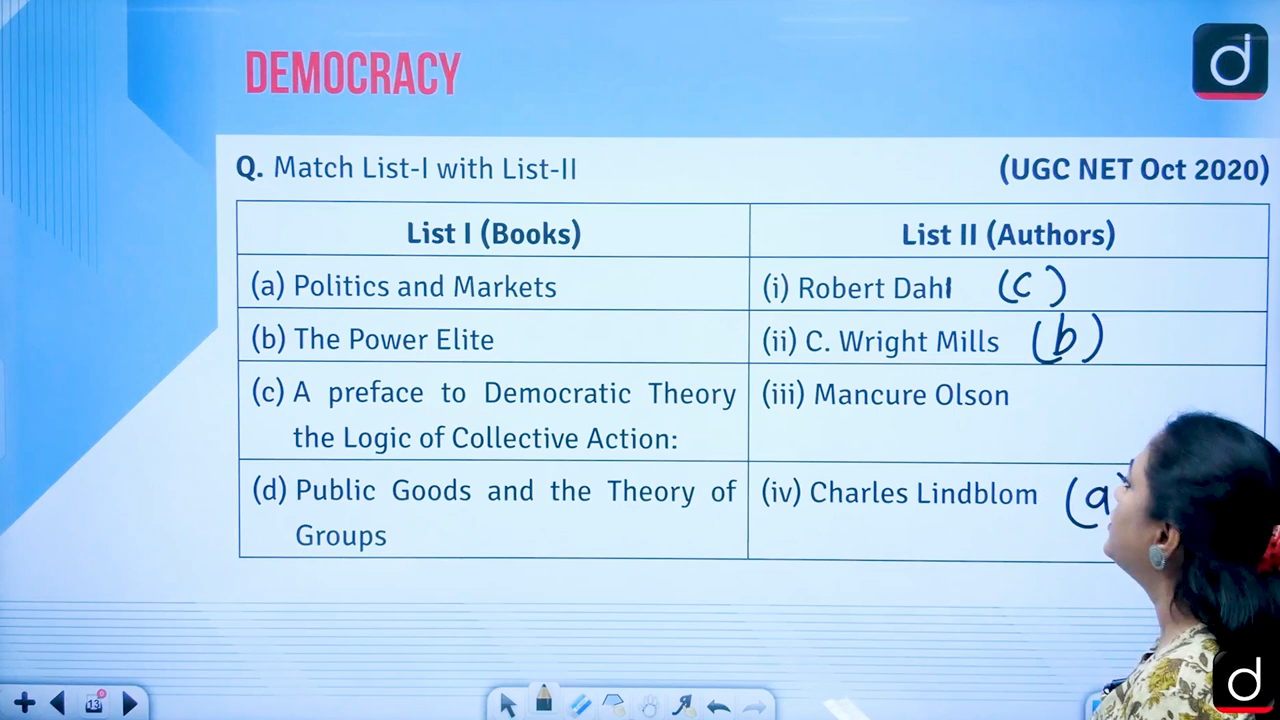 DEMOCRACY
d
Q. Match List-I with List-II (UGC NET Oct 2020)
List I (Books) List II (Authors)
(a) Politics and Markets (i) Robert Dahl (c)
(b) The Power Elite (ii) C. Wright Mills (b)
(c) A preface to Democratic Theory (iii) Mancure Olson
the Logic of Collective Action:
(d) Public Goods and the Theory of (iv) Charles Lindblom (a
Groups
13
d